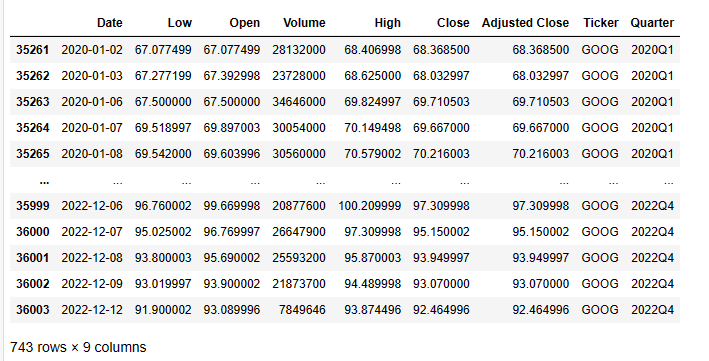 Date Low Open Volume High Close Adjusted Close Ticker Quarter
35261 2020-01-02 67.077499 67.077499 28132000 68.406998 68.368500 68.368500 GOOG 2020Q1
35262 2020-01-03 67.277199 67.392998 23728000 68.625000 68.032997 68.032997 GOOG 2020Q1
35263 2020-01-06 67.500000 67.500000 34646000 69.824997 69.710503 69.710503 GOOG 2020Q1
35264 2020-01-07 69.518997 69.897003 30054000 70.149498 69.667000 69.667000 GOOG 2020Q1
35265 2020-01-08 69.542000 69.603996 30560000 70.579002 70.216003 70.216003 GOOG 2020Q1
... ... ... ... ... ... ... ... ... ...
35999 2022-12-06 96.760002 99.669998 20877600 100.209999 97.309998 97.309998 GOOG 2022Q4
36000 2022-12-07 95.025002 96.769997 26647900 97.309998 95.150002 95.150002 GOOG 2022Q4
36001 2022-12-08 93.800003 95.690002 25593200 95.870003 93.949997 93.949997 GOOG 2022Q4
36002 2022-12-09 93.019997 93.900002 21873700 94.489998 93.070000 93.070000 GOOG 2022Q4
36003 2022-12-12 91.900002 93.089996 7849646 93.874496 92.464996 92.464996 GOOG 2022Q4
743 rows × 9 columns